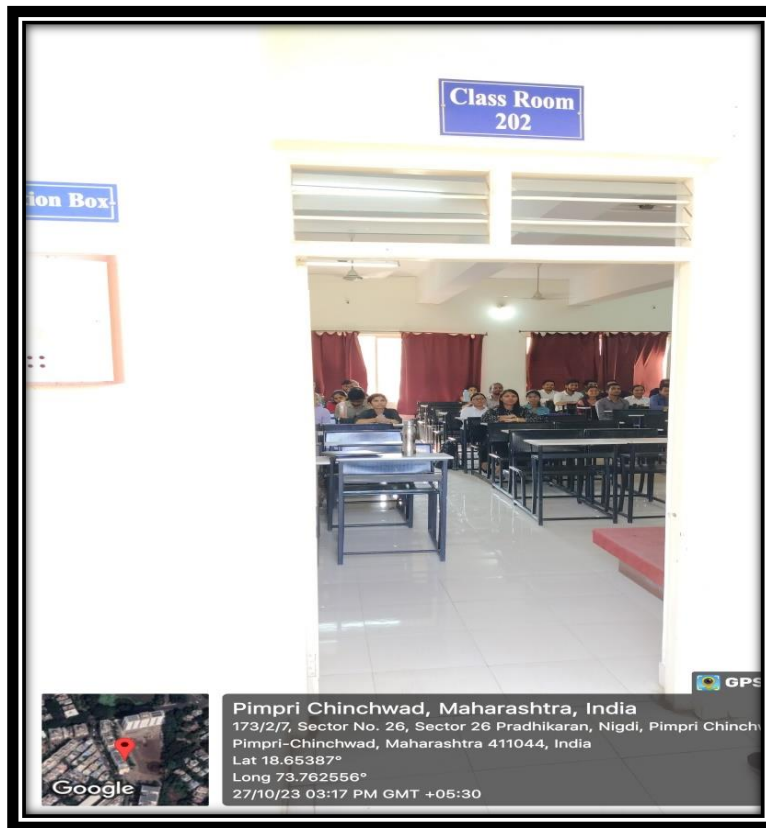 Class Room
202
ion Box
GPS
Pimpri Chinchwad, Maharashtra, India
173/2/7, Sector No. 26, Sector 26 Pradhikaran, Nigdi, Pimpri Chinchw
Pimpri-Chinchwad, Maharashtra 411044, India
Lat 18.65387°
Long 73.762556°
27/10/23 03:17 PM GMT +05:30
Google